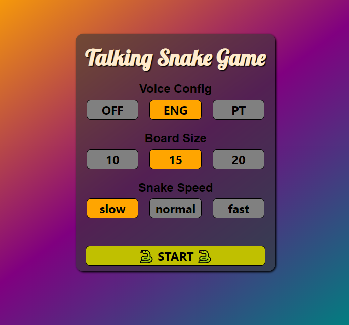 Talking Snake Game
Voice Config
OFF ENG PT
Board Size
10 15 20
Snake Speed
slow normal fast
START